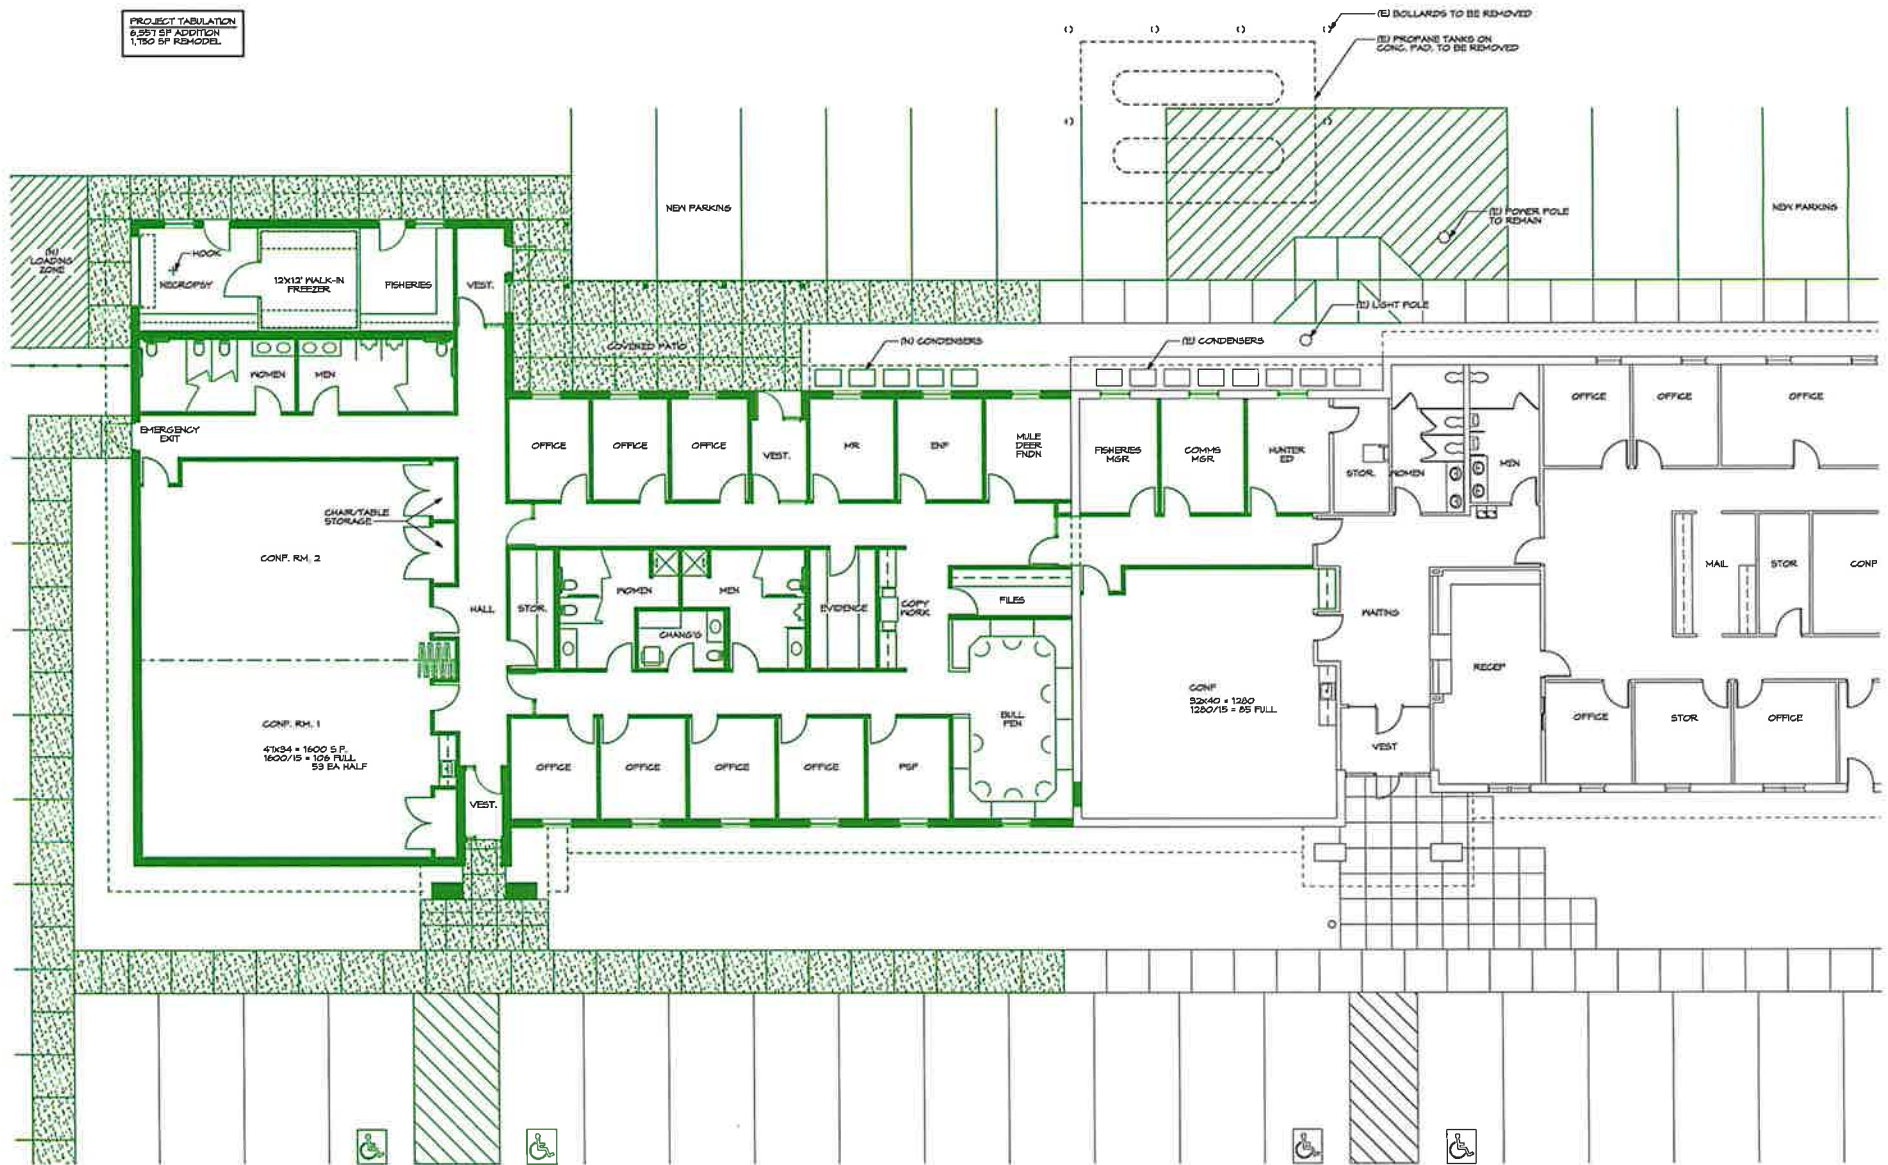 PROJECT TABULATION
6,557 SF ADDITION
1,750 SF REMODEL
(E) BOLLARDS TO BE REMOVED
(E) PROPANE TANKS ON
CONC. PAD, TO BE REMOVED
NEW PARKING
(E) POWER POLE
TO REMAIN
NEW PARKING
(N)
LOADING
ZONE
HOOK
NECROPSY
12'X12' WALK-IN
FREEZER
FISHERIES
VEST.
(E) LIGHT POLE
COVERED PATIO
(N) CONDENSERS
(E) CONDENSERS
WOMEN
MEN
EMERGENCY
EXIT
OFFICE
OFFICE
OFFICE
VEST.
MR
ENF
MULE
DEER
FNDN
FISHERIES
MGR
COMMS
MGR
HUNTER
ED
STOR.
WOMEN
MEN
OFFICE
OFFICE
OFFICE
CHAIR/TABLE
STORAGE
CONF. RM. 2
HALL
STOR.
WOMEN
MEN
CHANG'G
EVIDENCE
COPY
WORK
FILES
WAITING
MAIL
STOR
CONF
RECEP
CONF. RM. 1
47x34 = 1600 S.F.
1600/15 = 106 FULL
53 EA HALF
BULL
PEN
CONF
32x40 = 1280
1280/15 = 85 FULL
VEST
OFFICE
STOR
OFFICE
VEST.
OFFICE
OFFICE
OFFICE
OFFICE
PSP